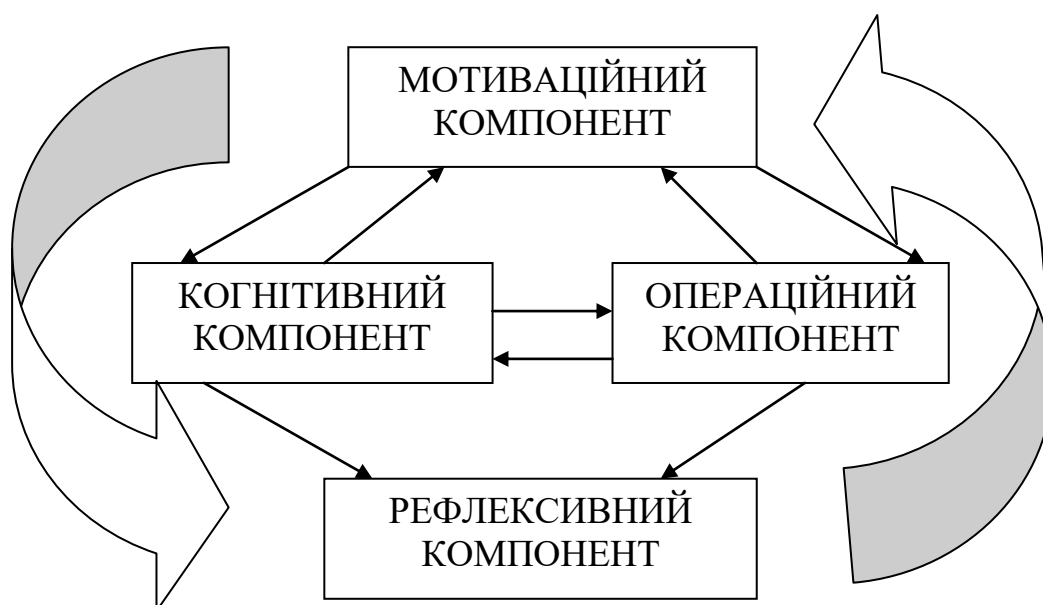 МОТИВАЦІЙНИЙ
КОМПОНЕНТ
КОГНІТИВНИЙ
КОМПОНЕНТ
ОПЕРАЦІЙНИЙ
КОМПОНЕНТ
РЕФЛЕКСИВНИЙ
КОМПОНЕНТ